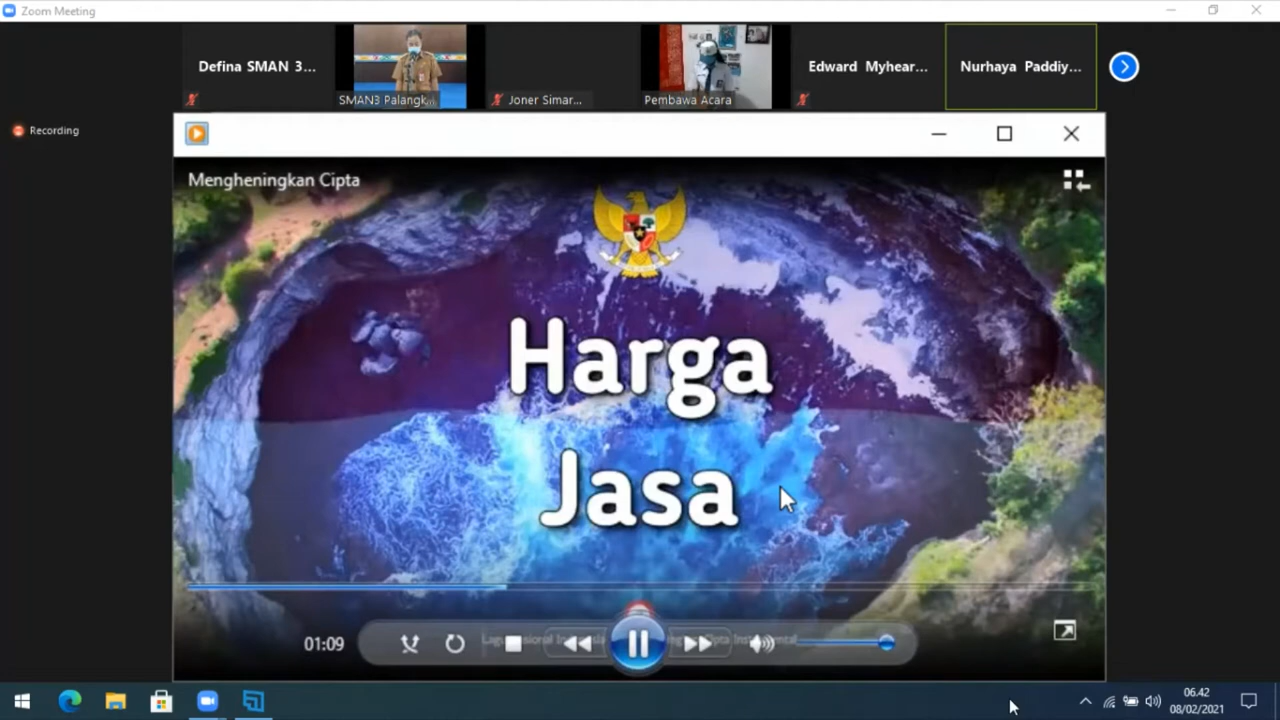 Zoom Meeting
Defina SMAN 3...
SMAN3 Palangk...
Joner Simar...
Pembawa Acara
Edward Myhear...
Nurhaya Paddiy...
Recording
Mengheningkan Cipta
Harga
Jasa
01:09
06.42
08/02/2021